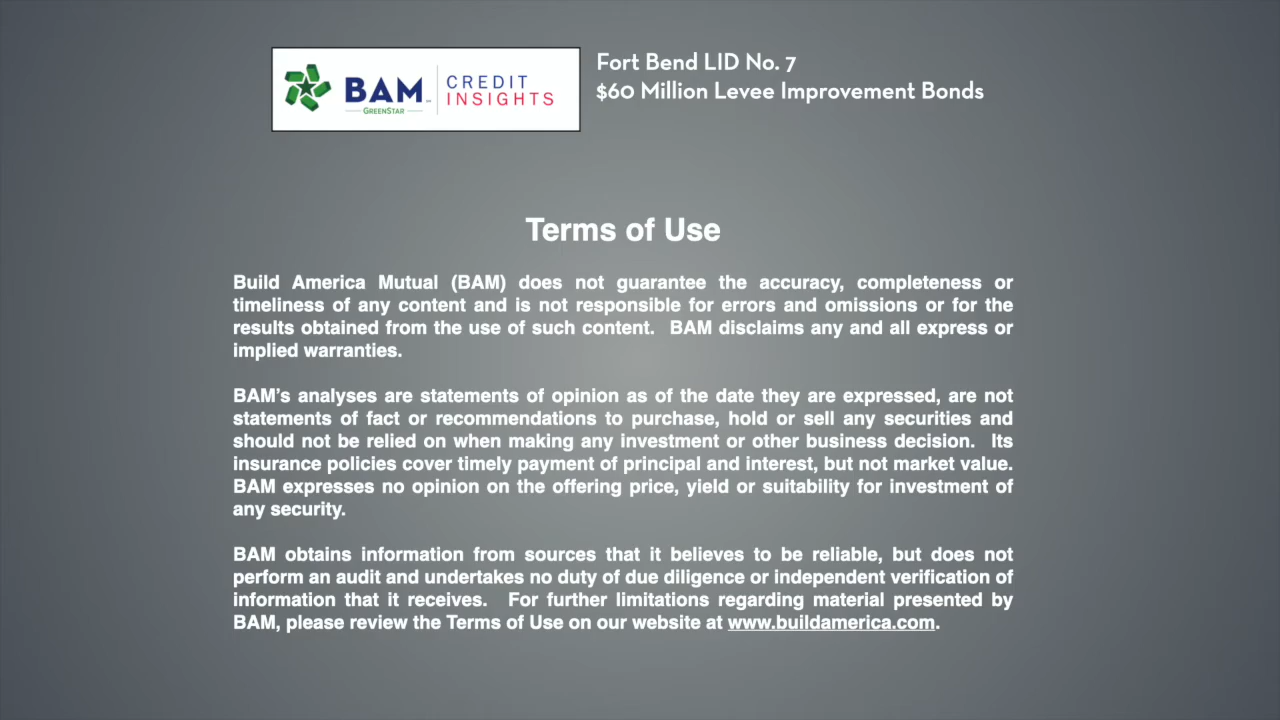 BAM
GREENSTAR
CREDIT
INSIGHTS
Fort Bend LID No. 7
$60 Million Levee Improvement Bonds
Terms of Use
Build America Mutual (BAM) does not guarantee the accuracy, completeness or
timeliness of any content and is not responsible for errors and omissions or for the
results obtained from the use of such content. BAM disclaims any and all express or
implied warranties.
BAM's analyses are statements of opinion as of the date they are expressed, are not
statements of fact or recommendations to purchase, hold or sell any securities and
should not be relied on when making any investment or other business decision. Its
insurance policies cover timely payment of principal and interest, but not market value.
BAM expresses no opinion on the offering price, yield or suitability for investment of
any security.
BAM obtains information from sources that it believes to be reliable, but does not
perform an audit and undertakes no duty of due diligence or independent verification of
information that it receives. For further limitations regarding material presented by
BAM, please review the Terms of Use on our website at www.buildamerica.com.